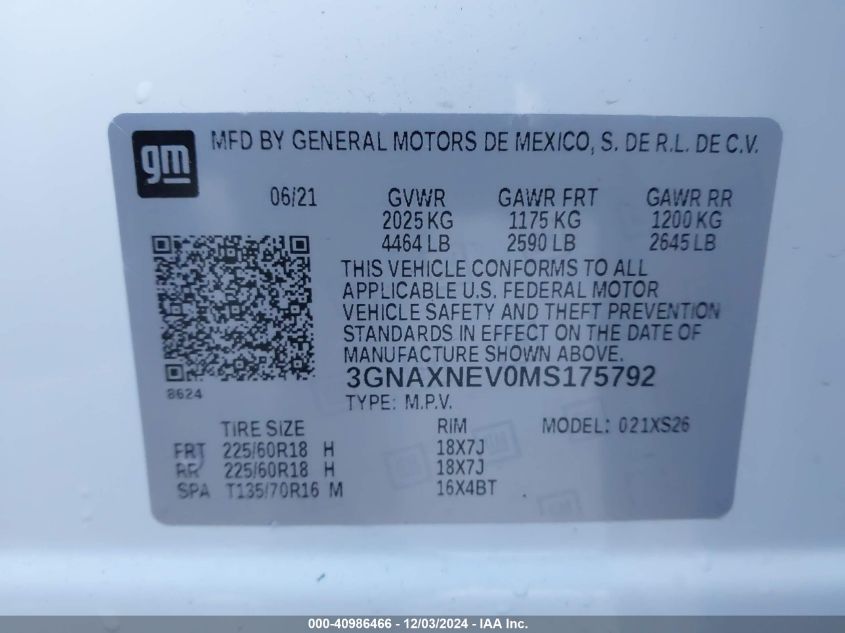 gm
MFD BY GENERAL MOTORS DE MEXICO, S. DE R.L. DE C.V.
06/21 GVWR GAWR FRT GAWR RR
2025 KG 1175 KG 1200 KG
4464 LB 2590 LB 2645 LB
THIS VEHICLE CONFORMS TO ALL
APPLICABLE U.S. FEDERAL MOTOR
VEHICLE SAFETY AND THEFT PREVENTION
STANDARDS IN EFFECT ON THE DATE OF
MANUFACTURE SHOWN ABOVE.
3GNAXNEV0MS175792
8624
TYPE: M.P.V.
TIRE SIZE RIM MODEL: 021XS26
FRT 225/60R18 H 18X7J
RR 225/60R18 H 18X7J
SPA T135/70R16 M 16X4BT
000-40986466 - 12/03/2024 - IAA Inc.